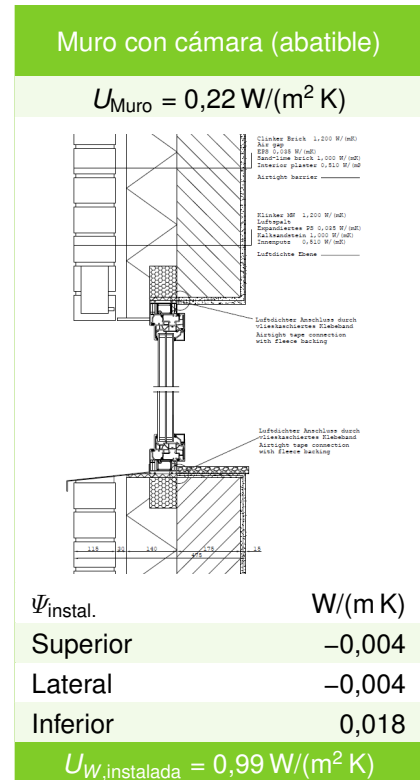 Muro con cámara (abatible)
U_Muro = 0,22 W/(m² K)
Clinker Brick 1,200 W/(mK)
Air gap
EPS 0,035 W/(mK)
Sand-lime brick 1,000 W/(mK)
Interior plaster 0,510 W/(mK
Airtight barrier
Klinker NW 1,200 W/(mK)
Luftspalt
Expandiertes PS 0,035 W/(mK)
Kalksandstein 1,000 W/(mK)
Innenputz 0,510 W/(mK)
Luftdichte Ebene
Luftdichter Anschluss durch
vlieskaschiertes Klebeband
Airtight tape connection
with fleece backing
Luftdichter Anschluss durch
vlieskaschiertes Klebeband
Airtight tape connection
with fleece backing
115 30 140 175 15
475
Ψ_instal. W/(m K)
Superior −0,004
Lateral −0,004
Inferior 0,018
U_W,instalada = 0,99 W/(m² K)